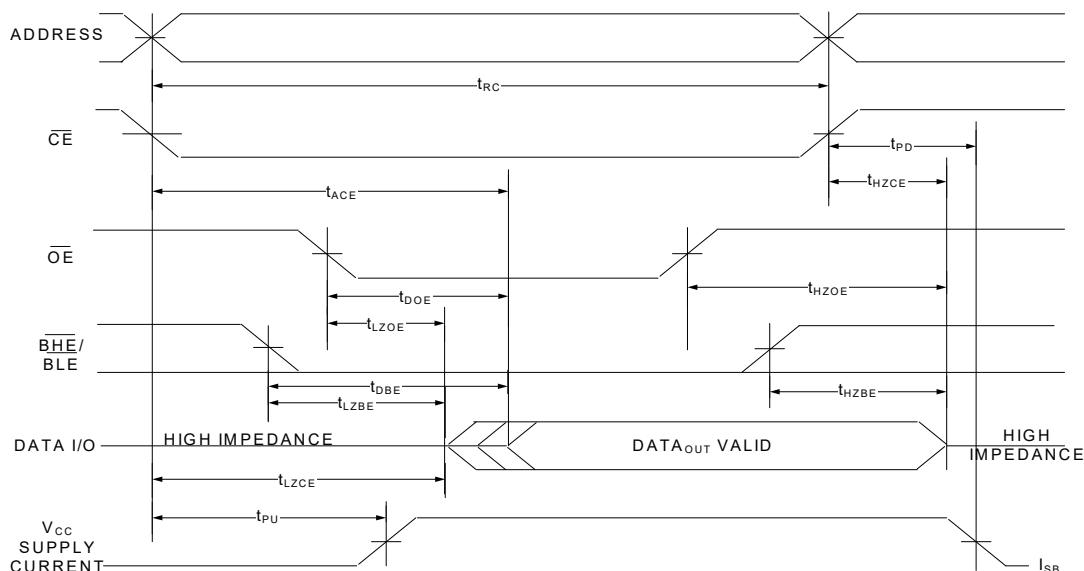 ADDRESS
tRC
CE
tPD
tHZCE
tACE
OE
tDOE
tHZOE
tLZOE
BHE/
BLE
tDBE
tHZBE
tLZBE
DATA I/O
HIGH IMPEDANCE
DATAOUT VALID
HIGH
IMPEDANCE
tLZCE
tPU
VCC
SUPPLY
CURRENT
ISB